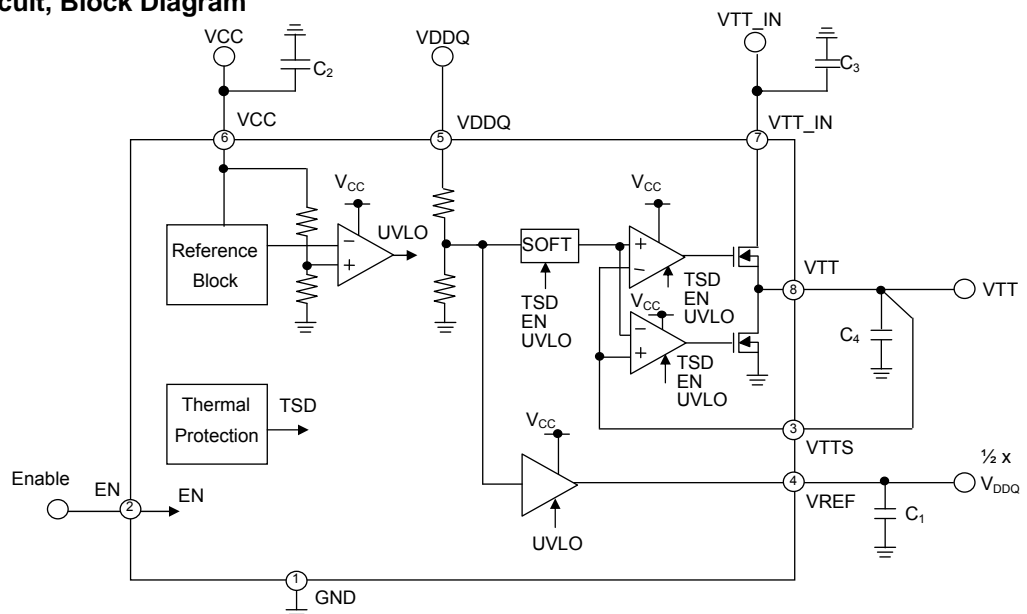 cuit, Block Diagram
VCC
C2
VDDQ
VTT_IN
C3
6
VCC
5
VDDQ
7
VTT_IN
VCC
UVLO
Reference
Block
−
+
SOFT
TSD
EN
UVLO
VCC
+
−
TSD
EN
UVLO
VCC
−
+
TSD
EN
UVLO
VTT
8
VTT
C4
Thermal
Protection
TSD
3
VTTS
VCC
UVLO
4
VREF
½ x
VDDQ
C1
Enable
EN
2
EN
1
GND